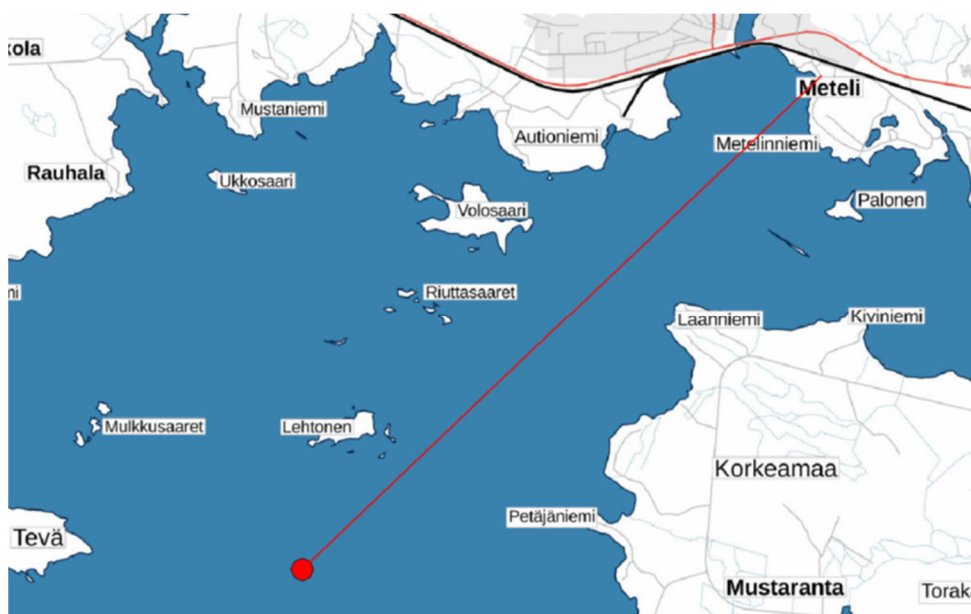 kola
Meteli
Mustaniemi
Autioniemi
Metelinniemi
Rauhala
Ukkosaari
Palonen
Volosaari
mi
Riuttasaaret
Laanniemi
Kiviniemi
Mulkkusaaret
Lehtonen
Korkeamaa
Petäjäniemi
Tevä
Mustaranta
Torak